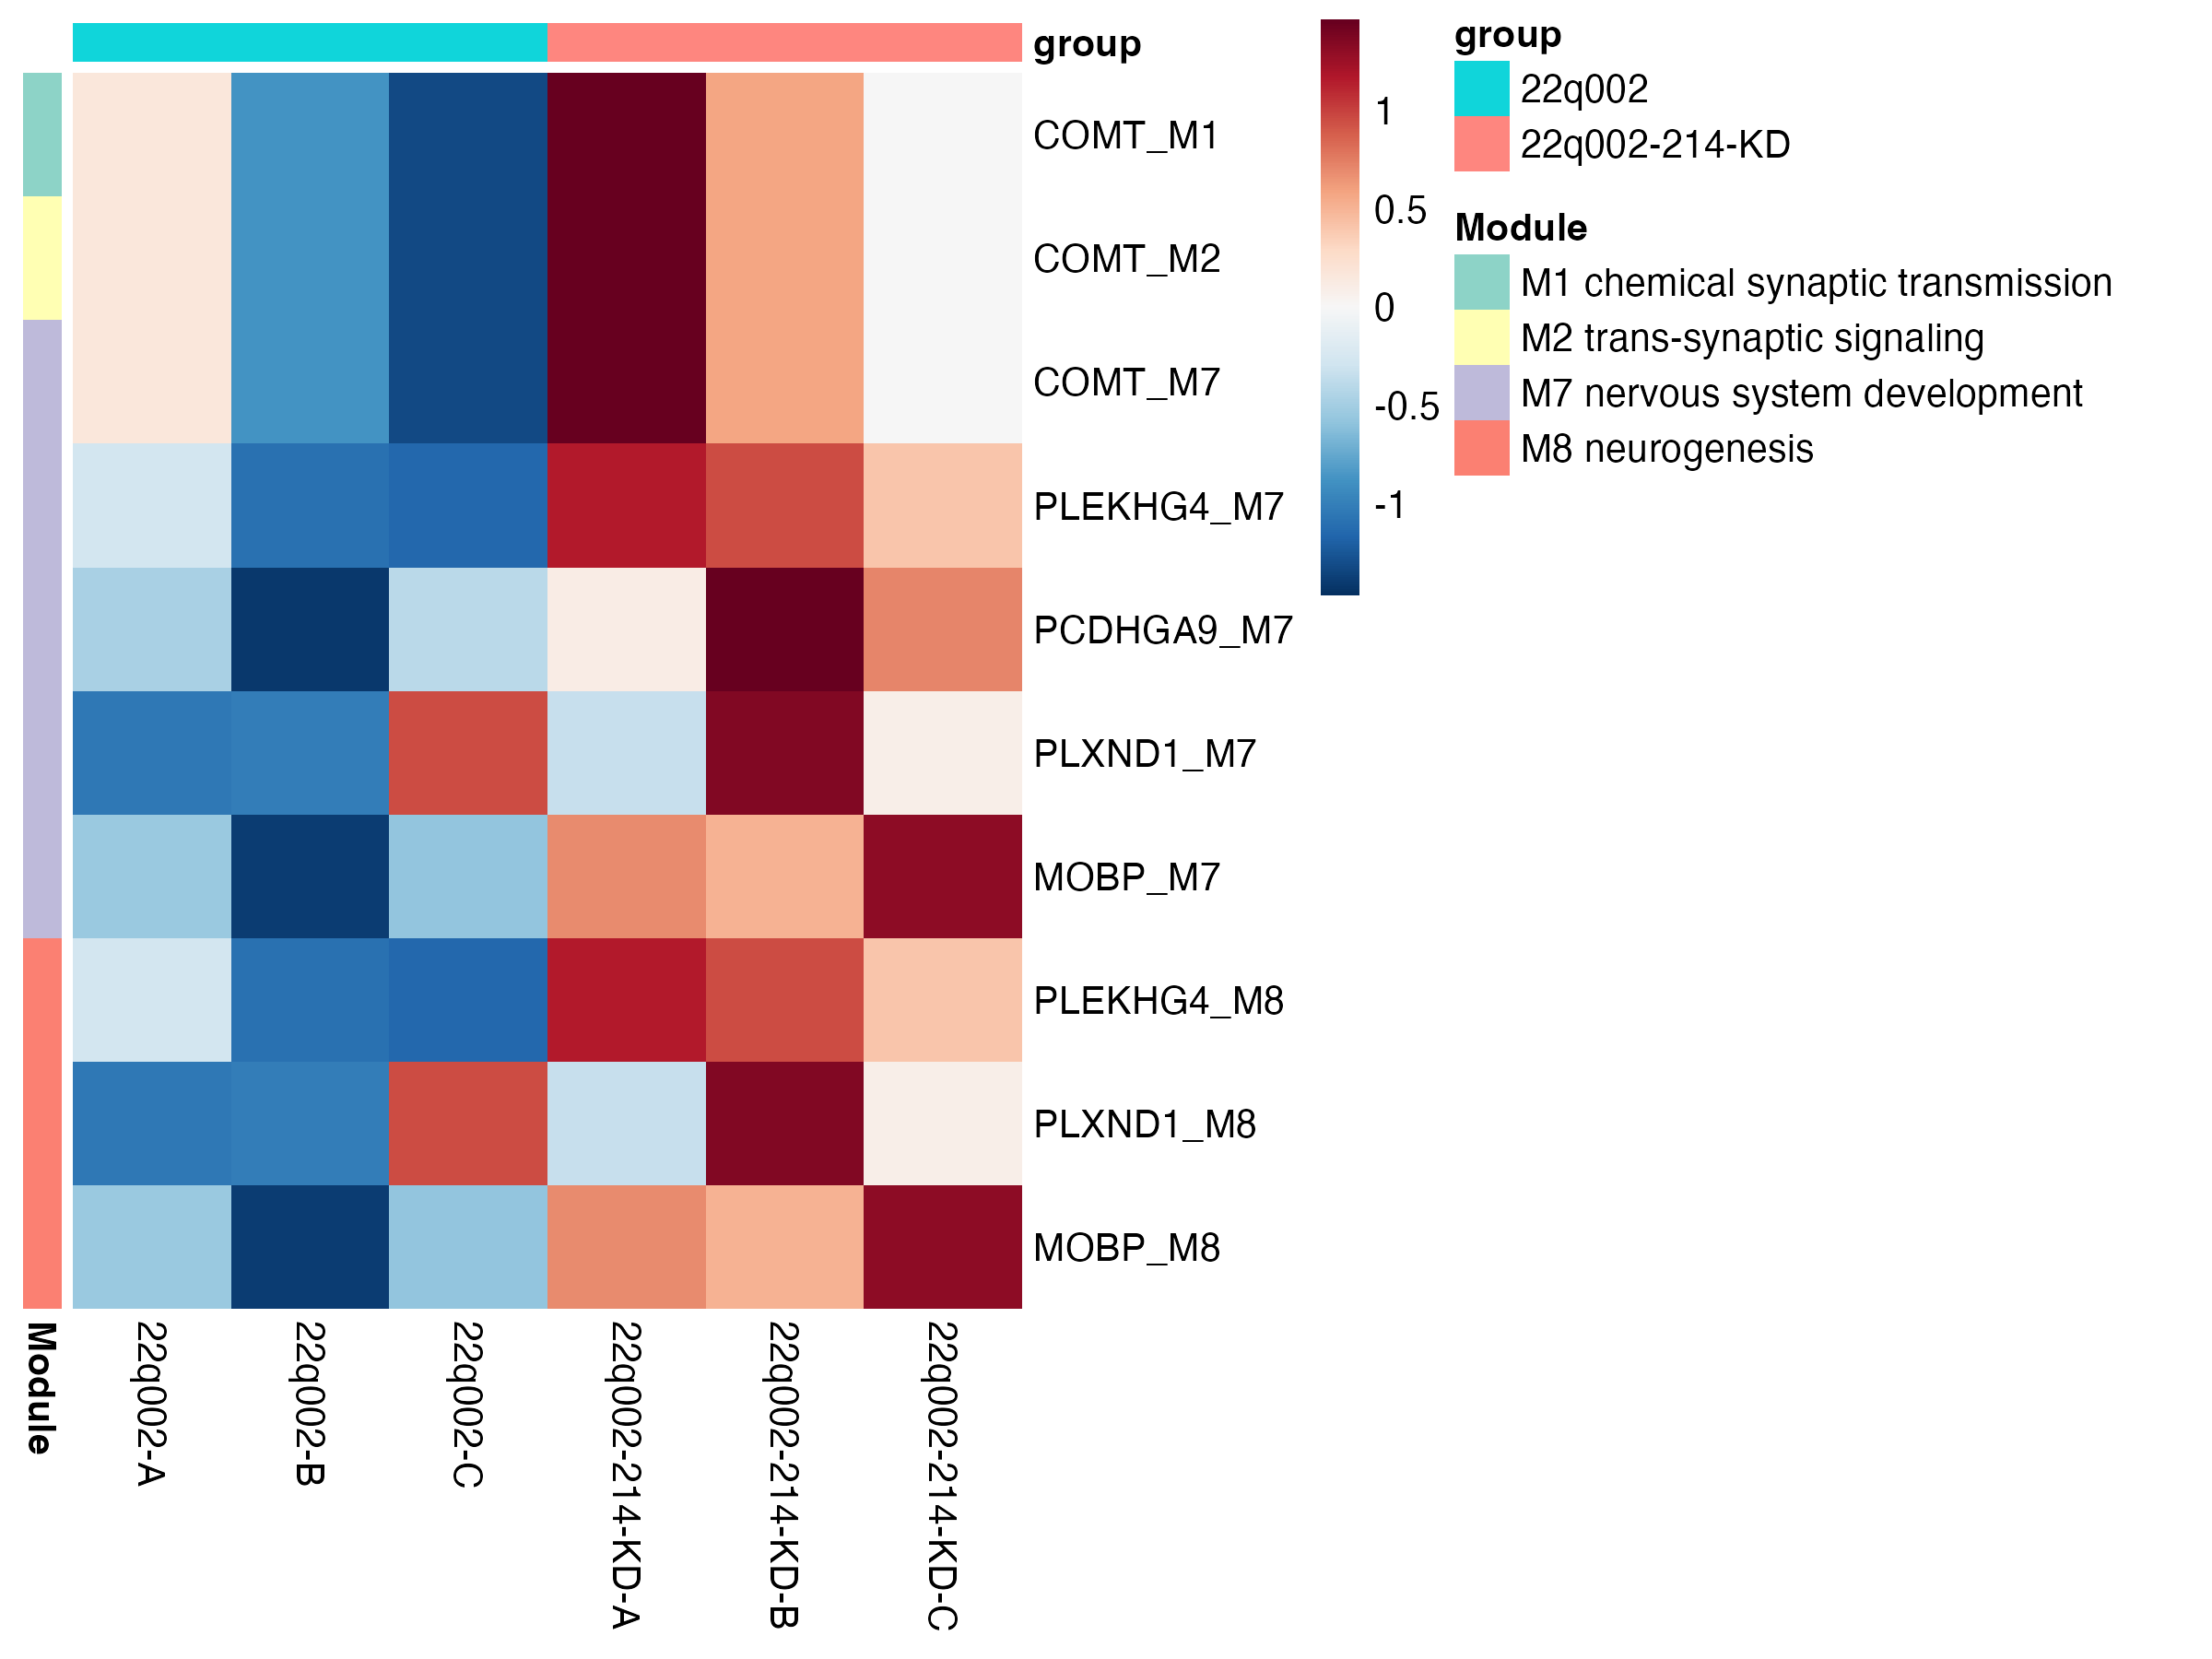 group
COMT_M1
COMT_M2
COMT_M7
PLEKHG4_M7
PCDHGA9_M7
PLXND1_M7
MOBP_M7
PLEKHG4_M8
PLXND1_M8
MOBP_M8
Module
22q002-A
22q002-B
22q002-C
22q002-214-KD-A
22q002-214-KD-B
22q002-214-KD-C
1
0.5
0
-0.5
-1
group
22q002
22q002-214-KD
Module
M1 chemical synaptic transmission
M2 trans-synaptic signaling
M7 nervous system development
M8 neurogenesis